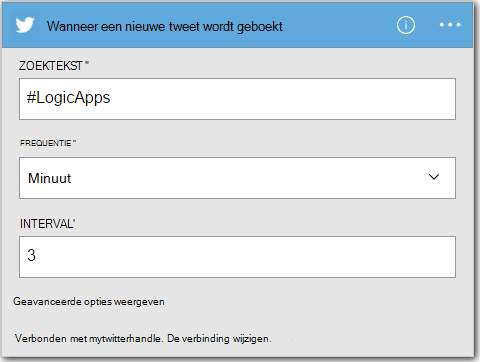 Wanneer een nieuwe tweet wordt geboekt
ZOEKTEKST*
#LogicApps
FREQUENTIE*
Minuut
INTERVAL*
3
Geavanceerde opties weergeven
Verbonden met mytwitterhandle. De verbinding wijzigen.